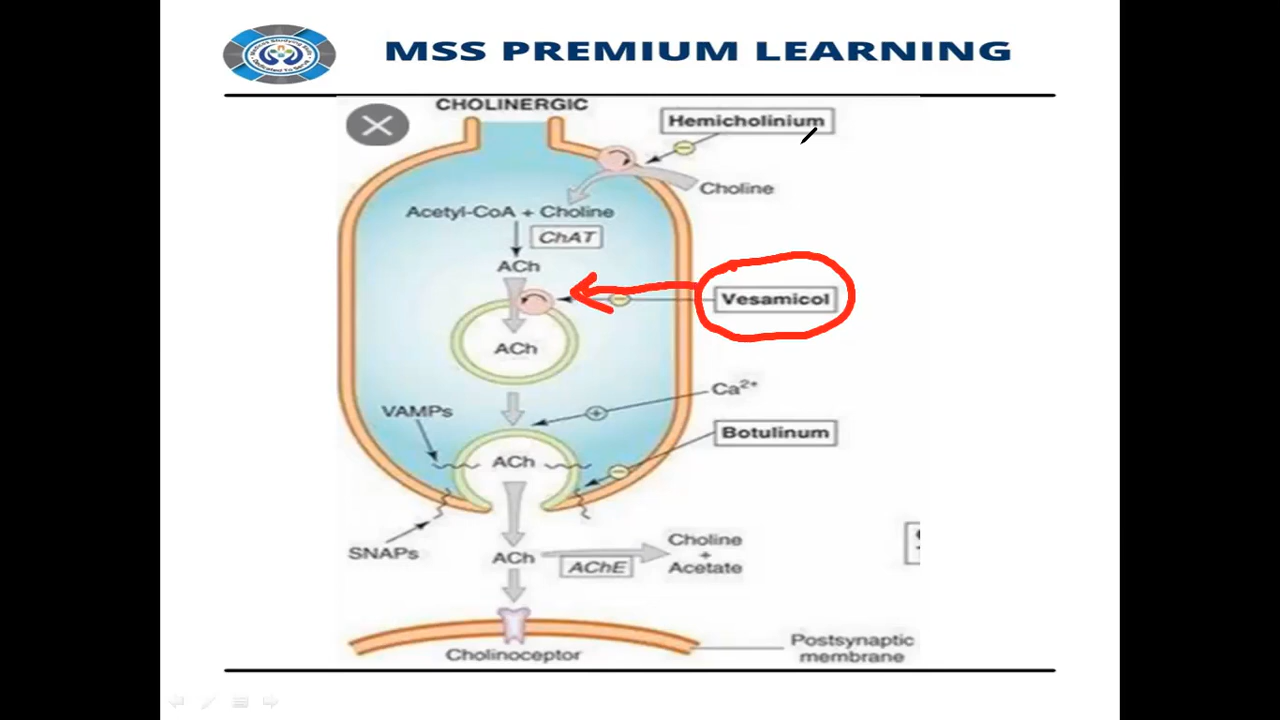 MSS PREMIUM LEARNING
CHOLINERGIC
Hemicholinium
Choline
Acetyl-CoA + Choline
ChAT
ACh
Vesamicol
ACh
Ca²⁺
VAMPs
Botulinum
ACh
SNAPs
ACh
AChE
Choline
+
Acetate
Cholinoceptor
Postsynaptic
membrane